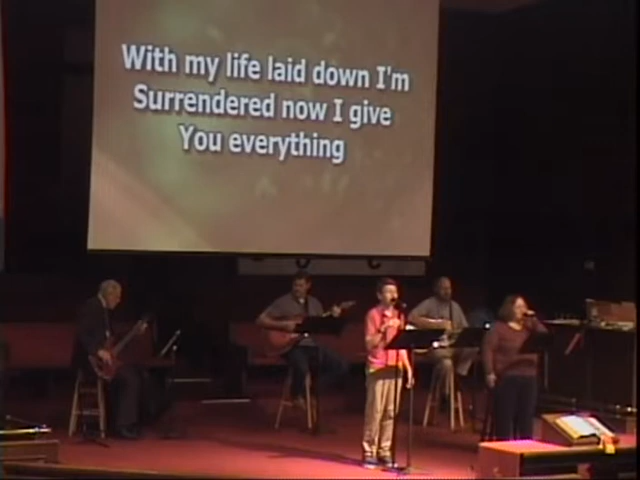 With my life laid down I'm
Surrendered now I give
You everything